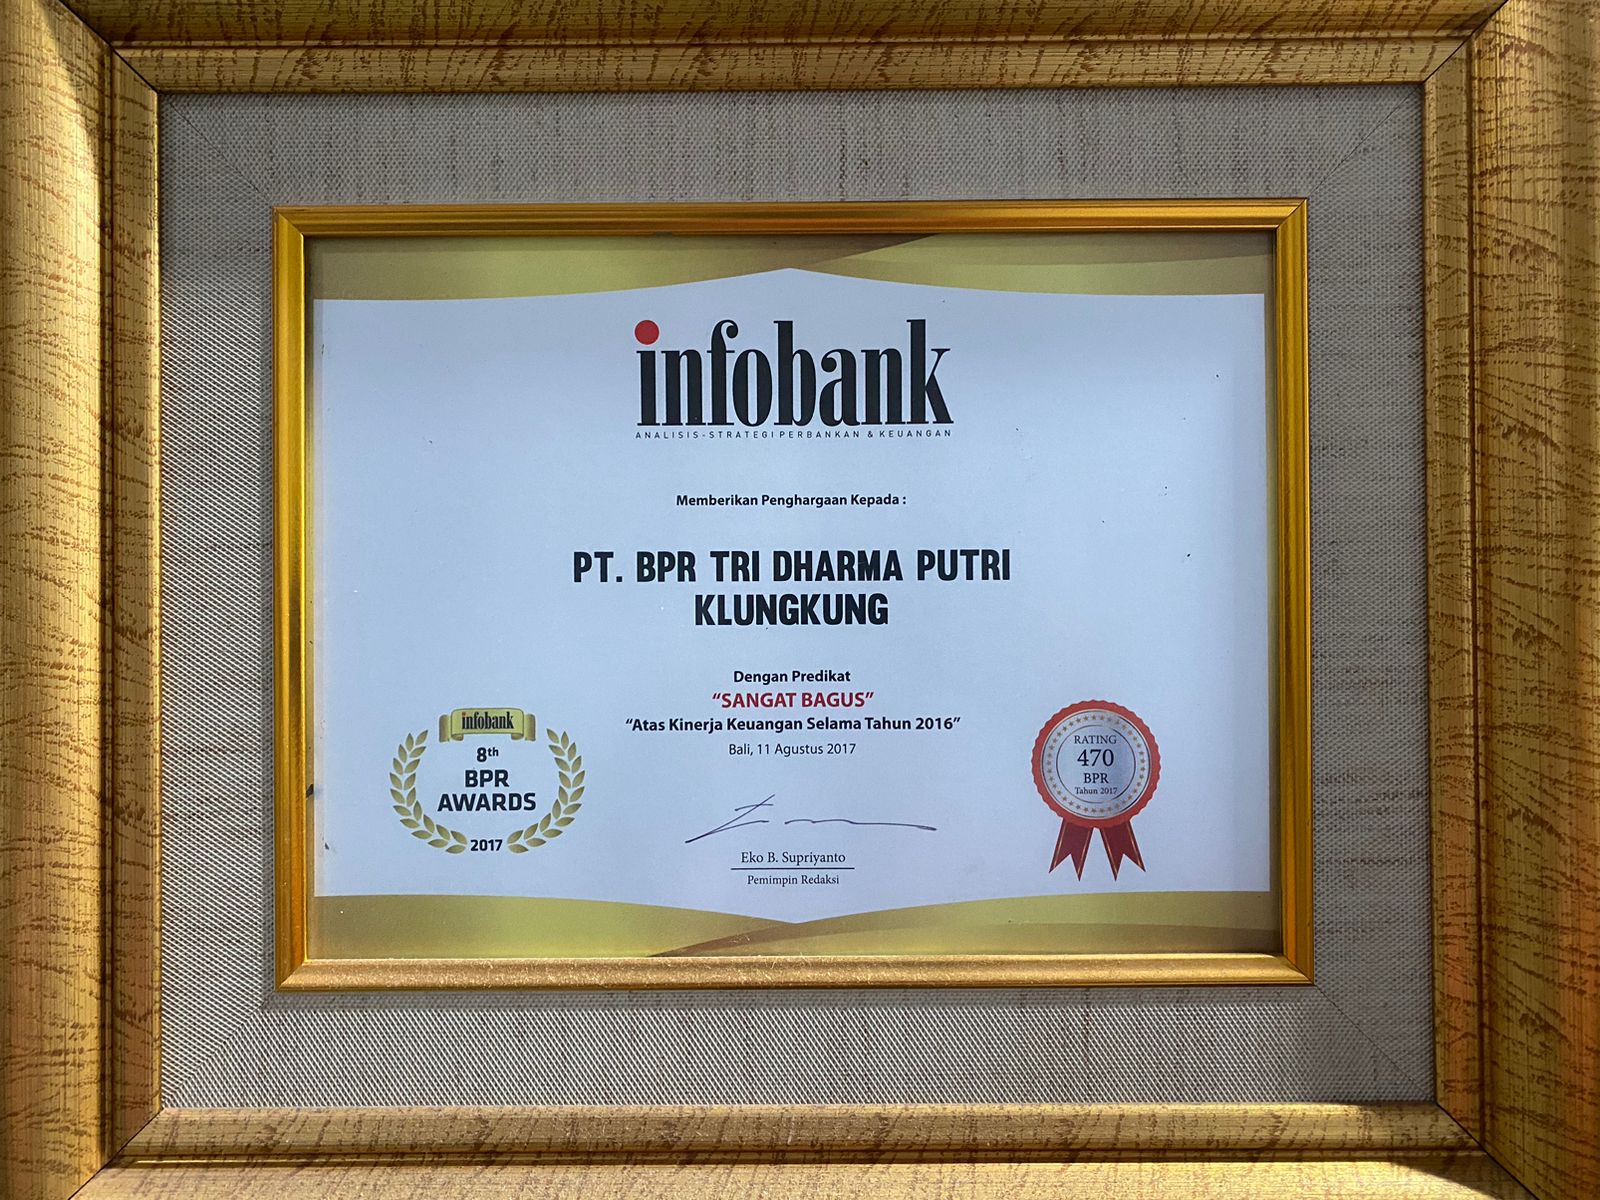 infobank
ANALISIS-STRATEGI PERBANKAN & KEUANGAN
Memberikan Penghargaan Kepada :
PT. BPR TRI DHARMA PUTRI
KLUNGKUNG
Dengan Predikat
“SANGAT BAGUS”
“Atas Kinerja Keuangan Selama Tahun 2016”
Bali, 11 Agustus 2017
Eko B. Supriyanto
Pemimpin Redaksi
infobank
8th
BPR
AWARDS
2017
RATING
470
BPR
Tahun 2017